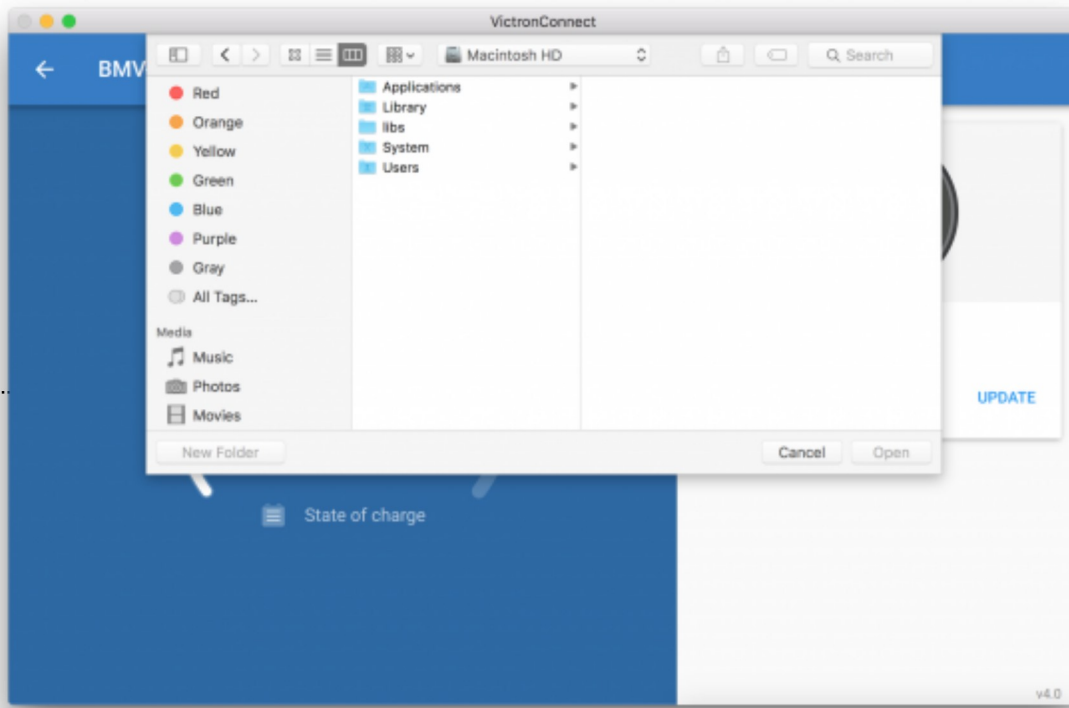 VictronConnect
BMV
Macintosh HD
Search
Red
Orange
Yellow
Green
Blue
Purple
Gray
All Tags...
Media
Music
Photos
Movies
Applications
Library
libs
System
Users
New Folder
Cancel
Open
UPDATE
State of charge
v4.0
..